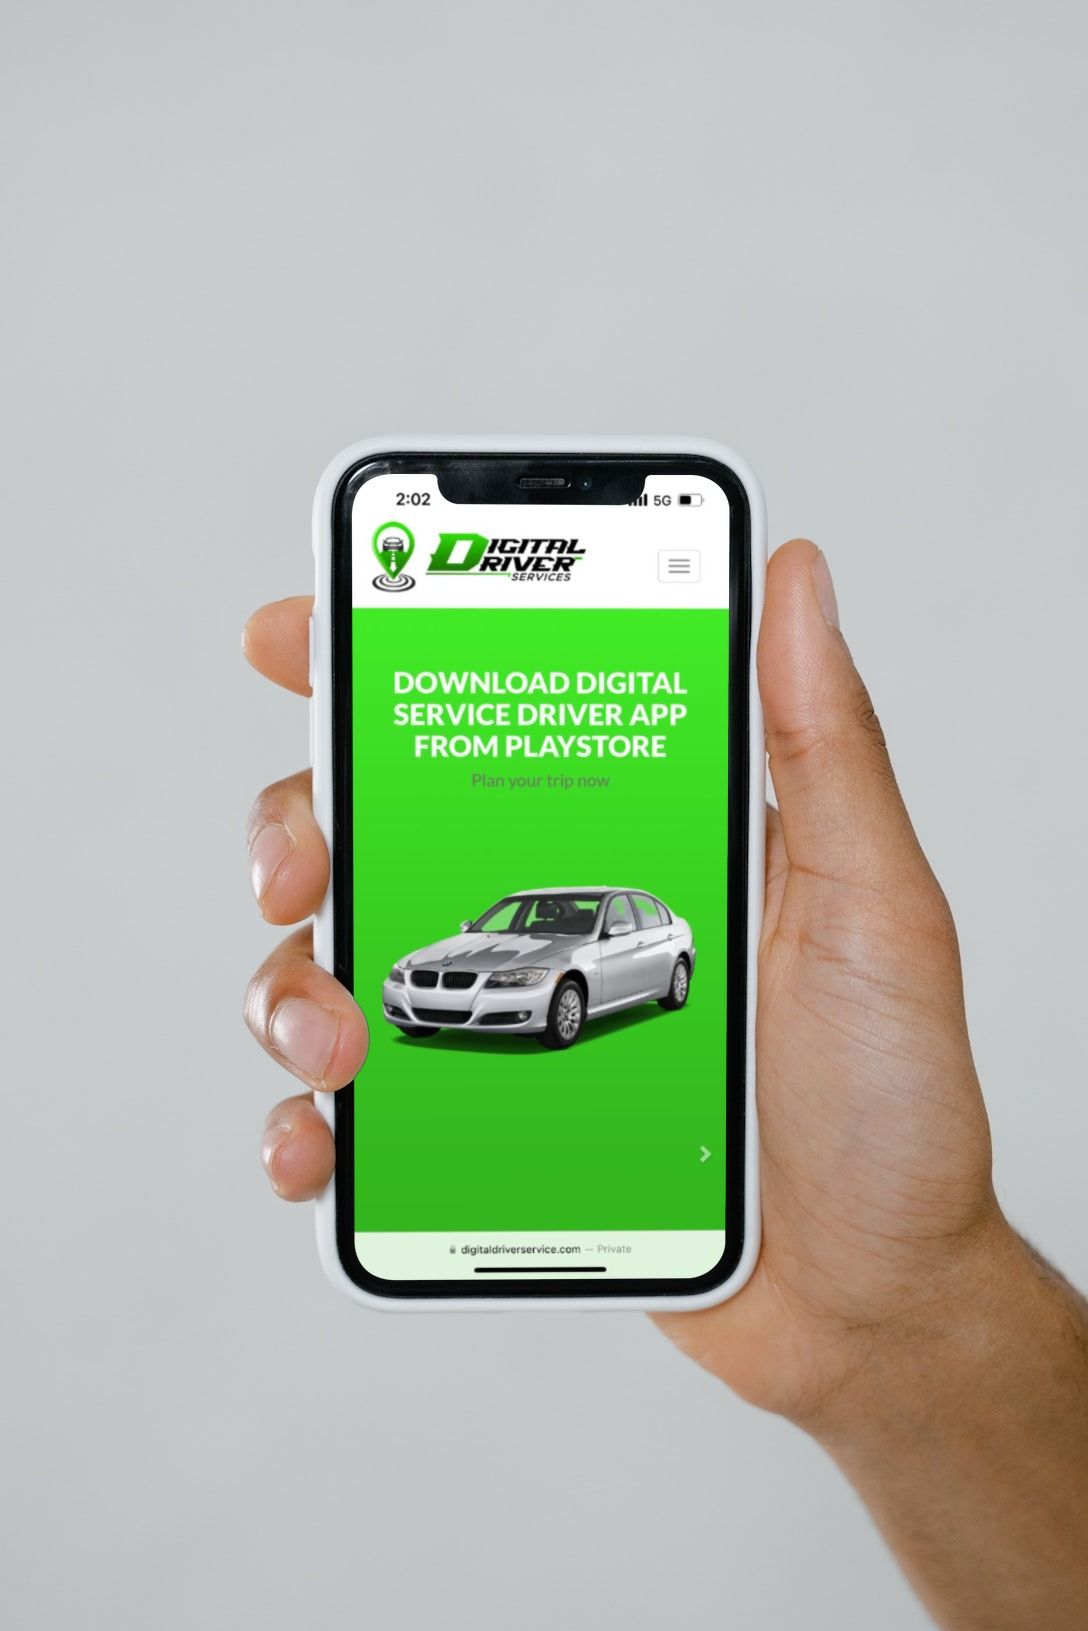 2:02 5G
DIGITAL
DRIVER
SERVICES
DOWNLOAD DIGITAL
SERVICE DRIVER APP
FROM PLAYSTORE
Plan your trip now
digitaldriverservice.com — Private